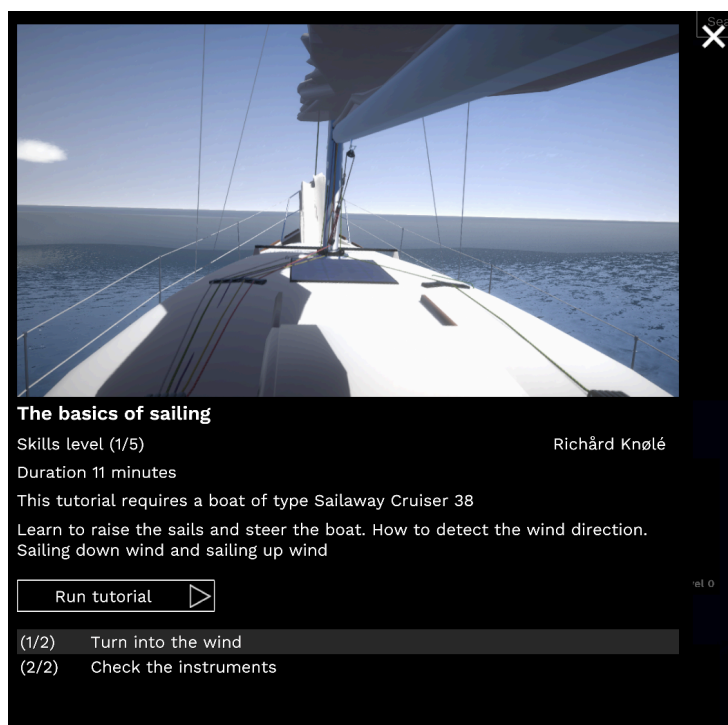 Sea
The basics of sailing
Skills level (1/5) Richård Knølé
Duration 11 minutes
This tutorial requires a boat of type Sailaway Cruiser 38
Learn to raise the sails and steer the boat. How to detect the wind direction.
Sailing down wind and sailing up wind
vel 0
Run tutorial
(1/2) Turn into the wind
(2/2) Check the instruments